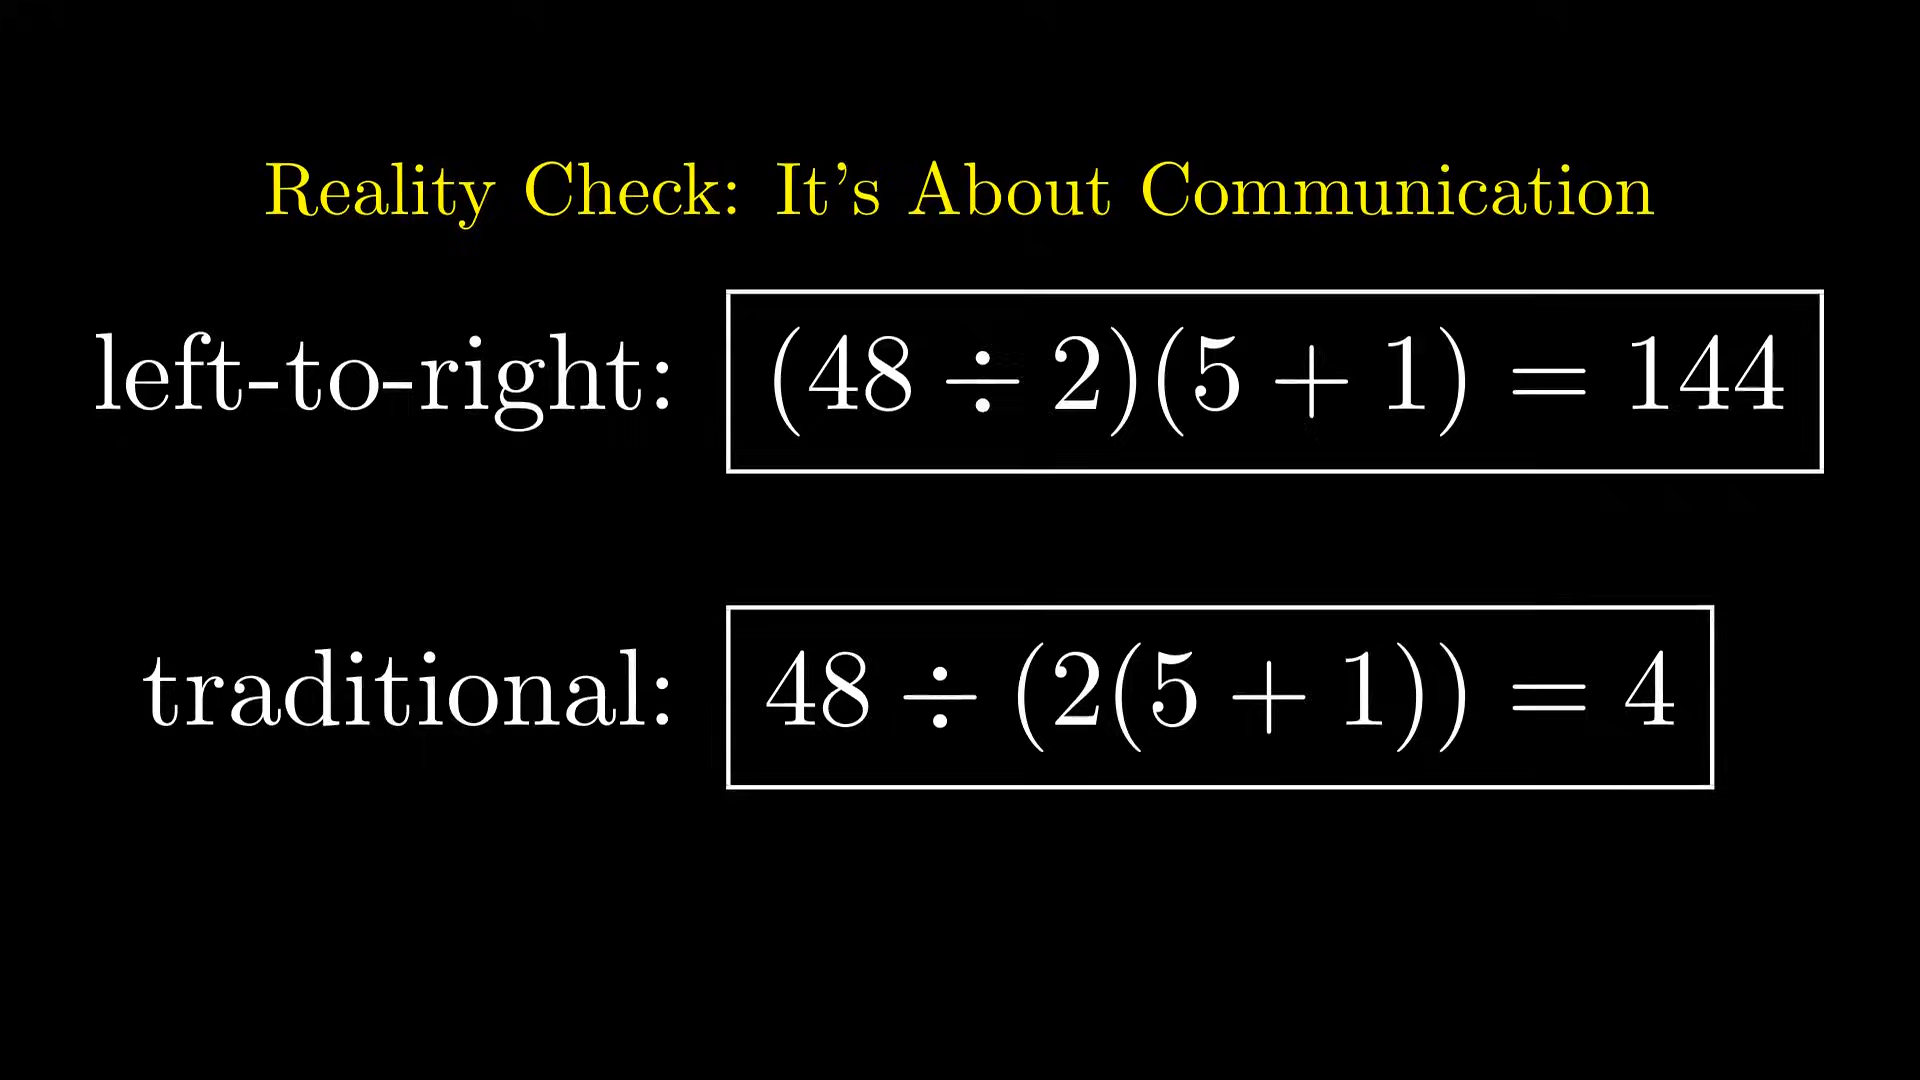 Reality Check: It's About Communication
left-to-right: (48 ÷ 2)(5 + 1) = 144
traditional: 48 ÷ (2(5 + 1)) = 4